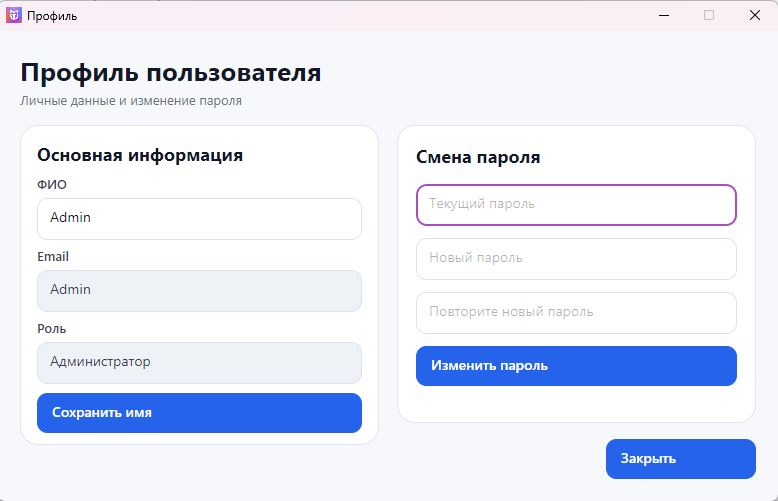 Профиль
Профиль пользователя
Личные данные и изменение пароля
Основная информация
ФИО
Admin
Email
Admin
Роль
Администратор
Сохранить имя
Смена пароля
Текущий пароль
Новый пароль
Повторите новый пароль
Изменить пароль
Закрыть